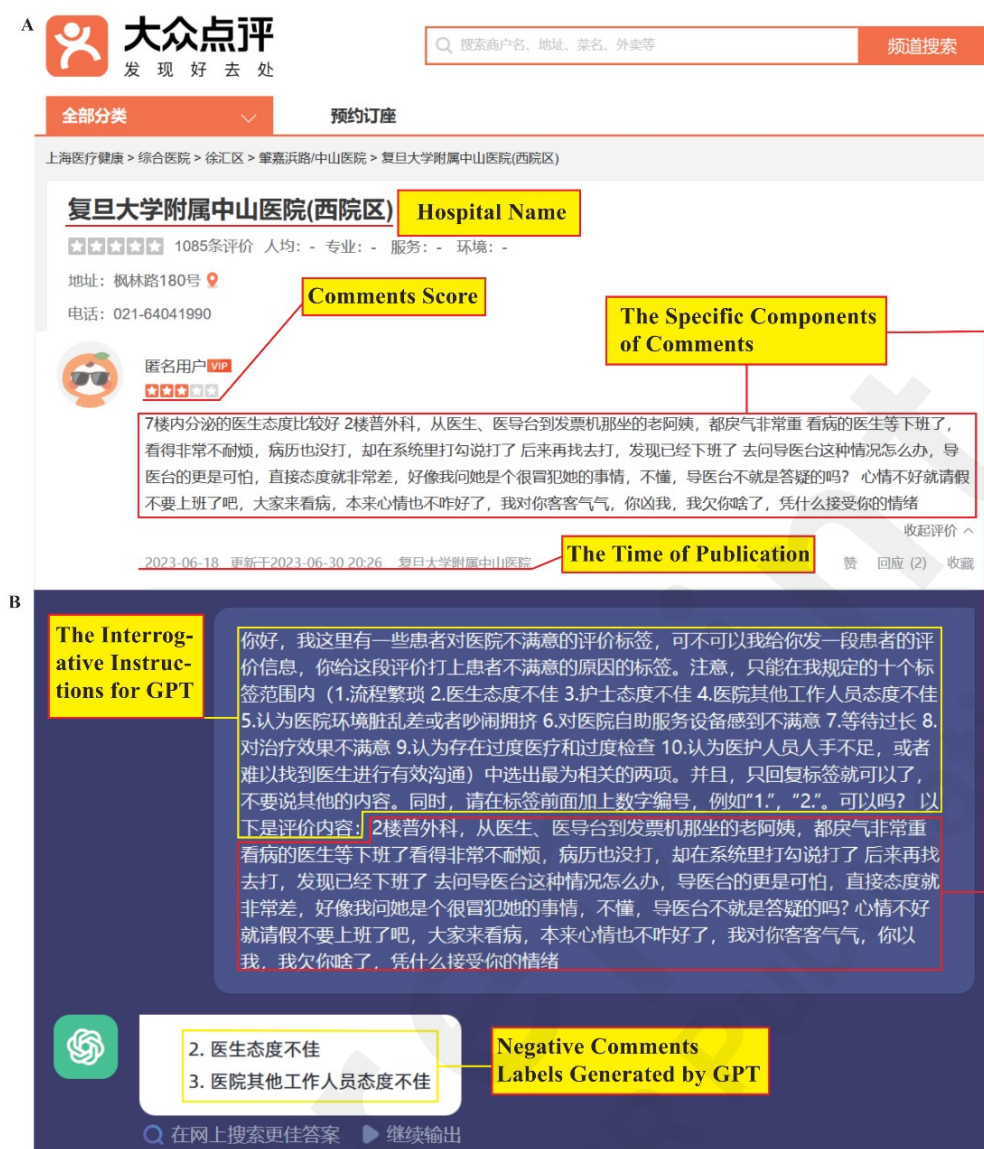 A
大众点评
发现好去处
搜索商户名、地址、菜名、外卖等
频道搜索
全部分类
预约订座
上海医疗健康 > 综合医院 > 徐汇区 > 肇嘉浜路/中山医院 > 复旦大学附属中山医院(西院区)
复旦大学附属中山医院(西院区)
Hospital Name
1085条评价 人均: - 专业: - 服务: - 环境: -
地址: 枫林路180号
电话: 021-64041990
Comments Score
The Specific Components
of Comments
匿名用户 VIP
7楼内分泌的医生态度比较好 2楼普外科，从医生、医导台到发票机那坐的老阿姨，都戾气非常重 看病的医生等下班了，
看得非常不耐烦，病历也没打，却在系统里打勾说打了 后来再找去打，发现已经下班了 去问导医台这种情况怎么办，导
医台的更是可怕，直接态度就非常差，好像我问她是个很冒犯她的事情，不懂，导医台不就是答疑的吗？ 心情不好就请假
不要上班了吧，大家来看病，本来心情也不咋好了，我对你客客气气，你凶我，我欠你啥了，凭什么接受你的情绪
收起评价
2023-06-18 更新于2023-06-30 20:26 复旦大学附属中山医院
The Time of Publication
赞 回应 (2) 收藏
B
The Interrog-
ative Instruc-
tions for GPT
你好，我这里有一些患者对医院不满意的评价标签，可不可以我给你发一段患者的评
价信息，你给这段评价打上患者不满意的原因的标签。注意，只能在我规定的十个标
签范围内（1.流程繁琐 2.医生态度不佳 3.护士态度不佳 4.医院其他工作人员态度不佳
5.认为医院环境脏乱差或者吵闹拥挤 6.对医院自助服务设备感到不满意 7.等待过长 8.
对治疗效果不满意 9.认为存在过度医疗和过度检查 10.认为医护人员人手不足，或者
难以找到医生进行有效沟通）中选出最为相关的两项。并且，只回复标签就可以了，
不要说其他的内容。同时，请在标签前面加上数字编号，例如“1.”，“2.”。可以吗？ 以
下是评价内容：2楼普外科，从医生、医导台到发票机那坐的老阿姨，都戾气非常重
看病的医生等下班了看得非常不耐烦，病历也没打，却在系统里打勾说打了 后来再找
去打，发现已经下班了 去问导医台这种情况怎么办，导医台的更是可怕，直接态度就
非常差，好像我问她是个很冒犯她的事情，不懂，导医台不就是答疑的吗？心情不好
就请假不要上班了吧，大家来看病，本来心情也不咋好了，我对你客客气气，你以
我，我欠你啥了，凭什么接受你的情绪
2. 医生态度不佳
3. 医院其他工作人员态度不佳
Negative Comments
Labels Generated by GPT
在网上搜索更佳答案 继续输出